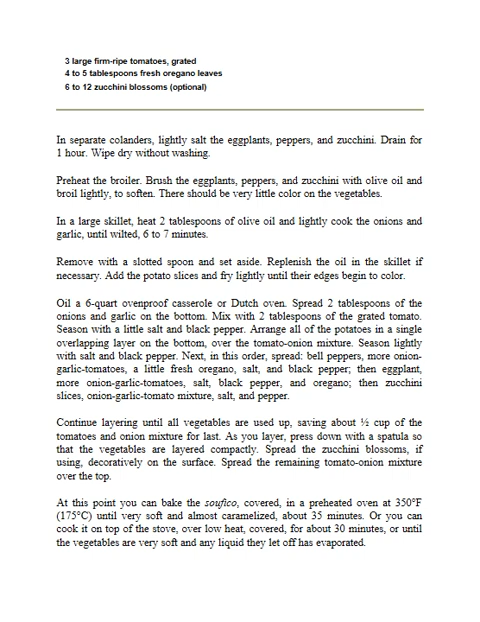 3 large firm-ripe tomatoes, grated
4 to 5 tablespoons fresh oregano leaves
6 to 12 zucchini blossoms (optional)
In separate colanders, lightly salt the eggplants, peppers, and zucchini. Drain for
1 hour. Wipe dry without washing.
Preheat the broiler. Brush the eggplants, peppers, and zucchini with olive oil and
broil lightly, to soften. There should be very little color on the vegetables.
In a large skillet, heat 2 tablespoons of olive oil and lightly cook the onions and
garlic, until wilted, 6 to 7 minutes.
Remove with a slotted spoon and set aside. Replenish the oil in the skillet if
necessary. Add the potato slices and fry lightly until their edges begin to color.
Oil a 6-quart ovenproof casserole or Dutch oven. Spread 2 tablespoons of the
onions and garlic on the bottom. Mix with 2 tablespoons of the grated tomato.
Season with a little salt and black pepper. Arrange all of the potatoes in a single
overlapping layer on the bottom, over the tomato-onion mixture. Season lightly
with salt and black pepper. Next, in this order, spread: bell peppers, more onion-
garlic-tomatoes, a little fresh oregano, salt, and black pepper; then eggplant,
more onion-garlic-tomatoes, salt, black pepper, and oregano; then zucchini
slices, onion-garlic-tomato mixture, salt, and pepper.
Continue layering until all vegetables are used up, saving about ½ cup of the
tomatoes and onion mixture for last. As you layer, press down with a spatula so
that the vegetables are layered compactly. Spread the zucchini blossoms, if
using, decoratively on the surface. Spread the remaining tomato-onion mixture
over the top.
At this point you can bake the soufico, covered, in a preheated oven at 350°F
(175°C) until very soft and almost caramelized, about 35 minutes. Or you can
cook it on top of the stove, over low heat, covered, for about 30 minutes, or until
the vegetables are very soft and any liquid they let off has evaporated.